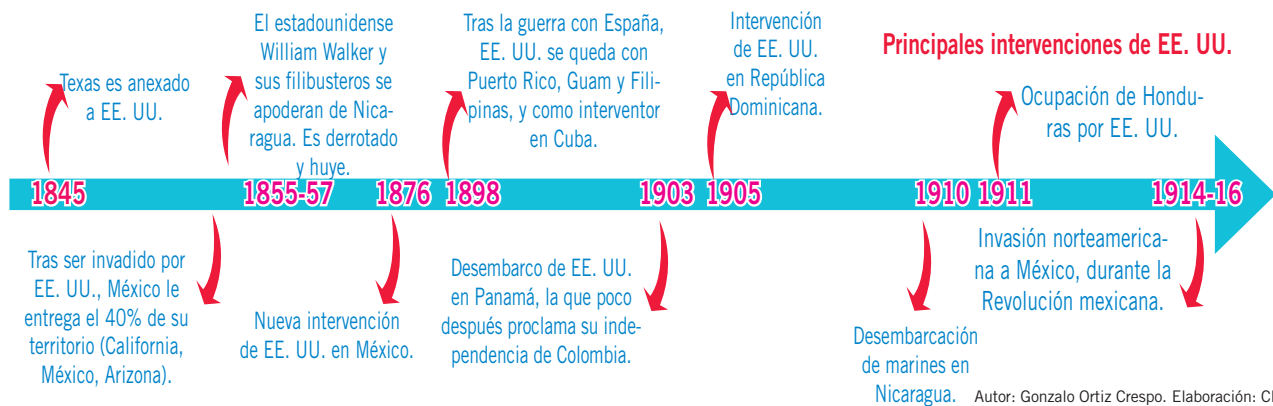 Principales intervenciones de EE. UU.
Texas es anexado
a EE. UU.
El estadounidense
William Walker y
sus filibusteros se
apoderan de Nica-
ragua. Es derrotado
y huye.
Tras la guerra con España,
EE. UU. se queda con
Puerto Rico, Guam y Fili-
pinas, y como interventor
en Cuba.
Intervención
de EE. UU.
en República
Dominicana.
Ocupación de Hondu-
ras por EE. UU.
1845 1855-57 1876 1898 1903 1905 1910 1911 1914-16
Tras ser invadido por
EE. UU., México le
entrega el 40% de su
territorio (California,
México, Arizona).
Nueva intervención
de EE. UU. en México.
Desembarco de EE. UU.
en Panamá, la que poco
después proclama su inde-
pendencia de Colombia.
Desembarcación
de marines en
Nicaragua.
Invasión norteamerica-
na a México, durante la
Revolución mexicana.
Autor: Gonzalo Ortiz Crespo. Elaboración: